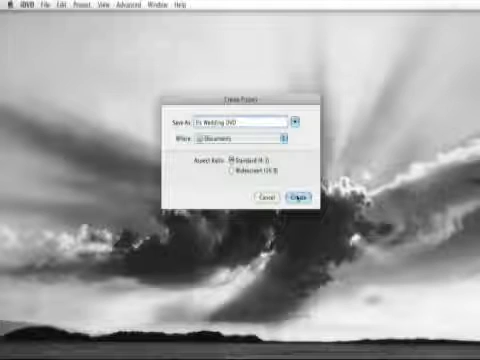 iDVD File Edit Project View Advanced Window Help
Create Project
Save As: Wedding DVD
Where: Documents
Aspect Ratio: Standard (4:3)
Widescreen (16:9)
Cancel Create